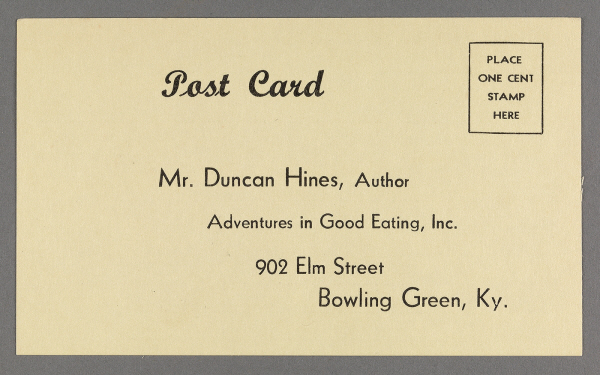 Post Card
PLACE
ONE CENT
STAMP
HERE
Mr. Duncan Hines, Author
Adventures in Good Eating, Inc.
902 Elm Street
Bowling Green, Ky.